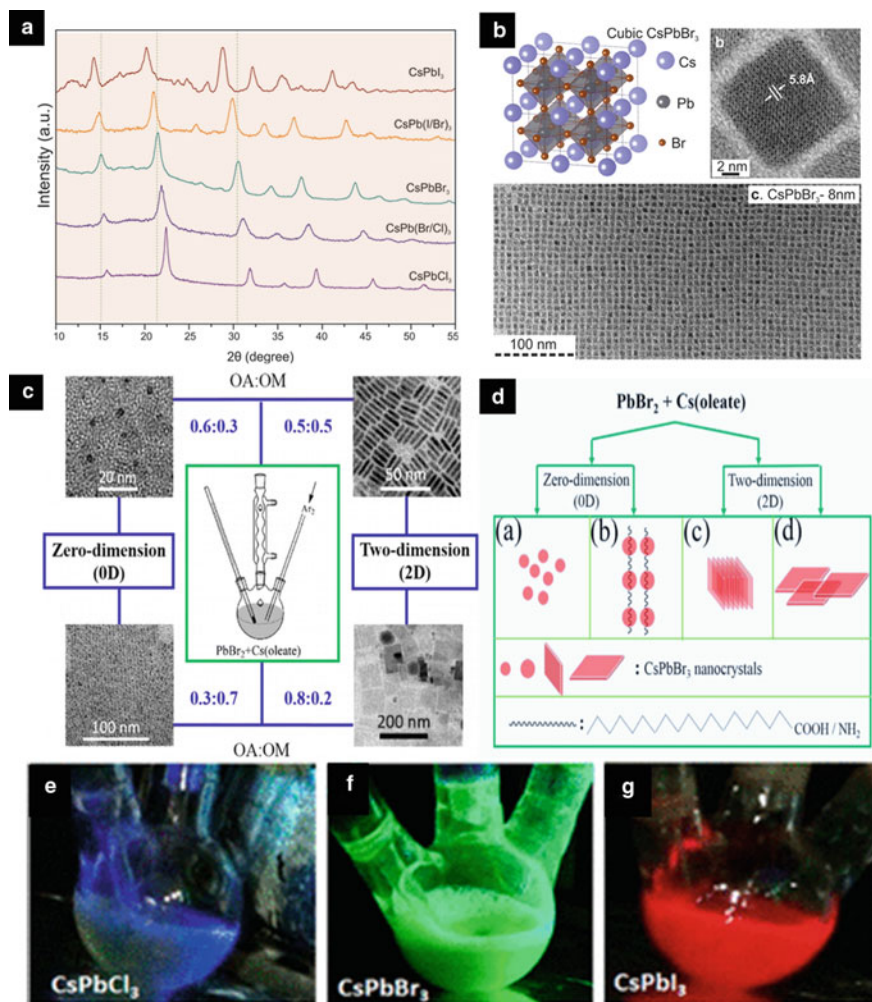 a
Intensity (a.u.)
CsPbI₃
CsPb(I/Br)₃
CsPbBr₃
CsPb(Br/Cl)₃
CsPbCl₃
10 15 20 25 30 35 40 45 50 55
2θ (degree)
b
Cubic CsPbBr₃
Cs
Pb
Br
b
5.8Å
2 nm
c. CsPbBr₃- 8nm
100 nm
c
OA:OM
0.6:0.3 0.5:0.5
20 nm
50 nm
Zero-dimension
(0D)
Two-dimension
(2D)
PbBr₂+Cs(oleate)
100 nm
0.3:0.7 0.8:0.2
200 nm
OA:OM
d
PbBr₂ + Cs(oleate)
Zero-dimension
(0D)
Two-dimension
(2D)
(a) (b) (c) (d)
: CsPbBr₃ nanocrystals
: COOH / NH₂
e
CsPbCl₃
f
CsPbBr₃
g
CsPbI₃